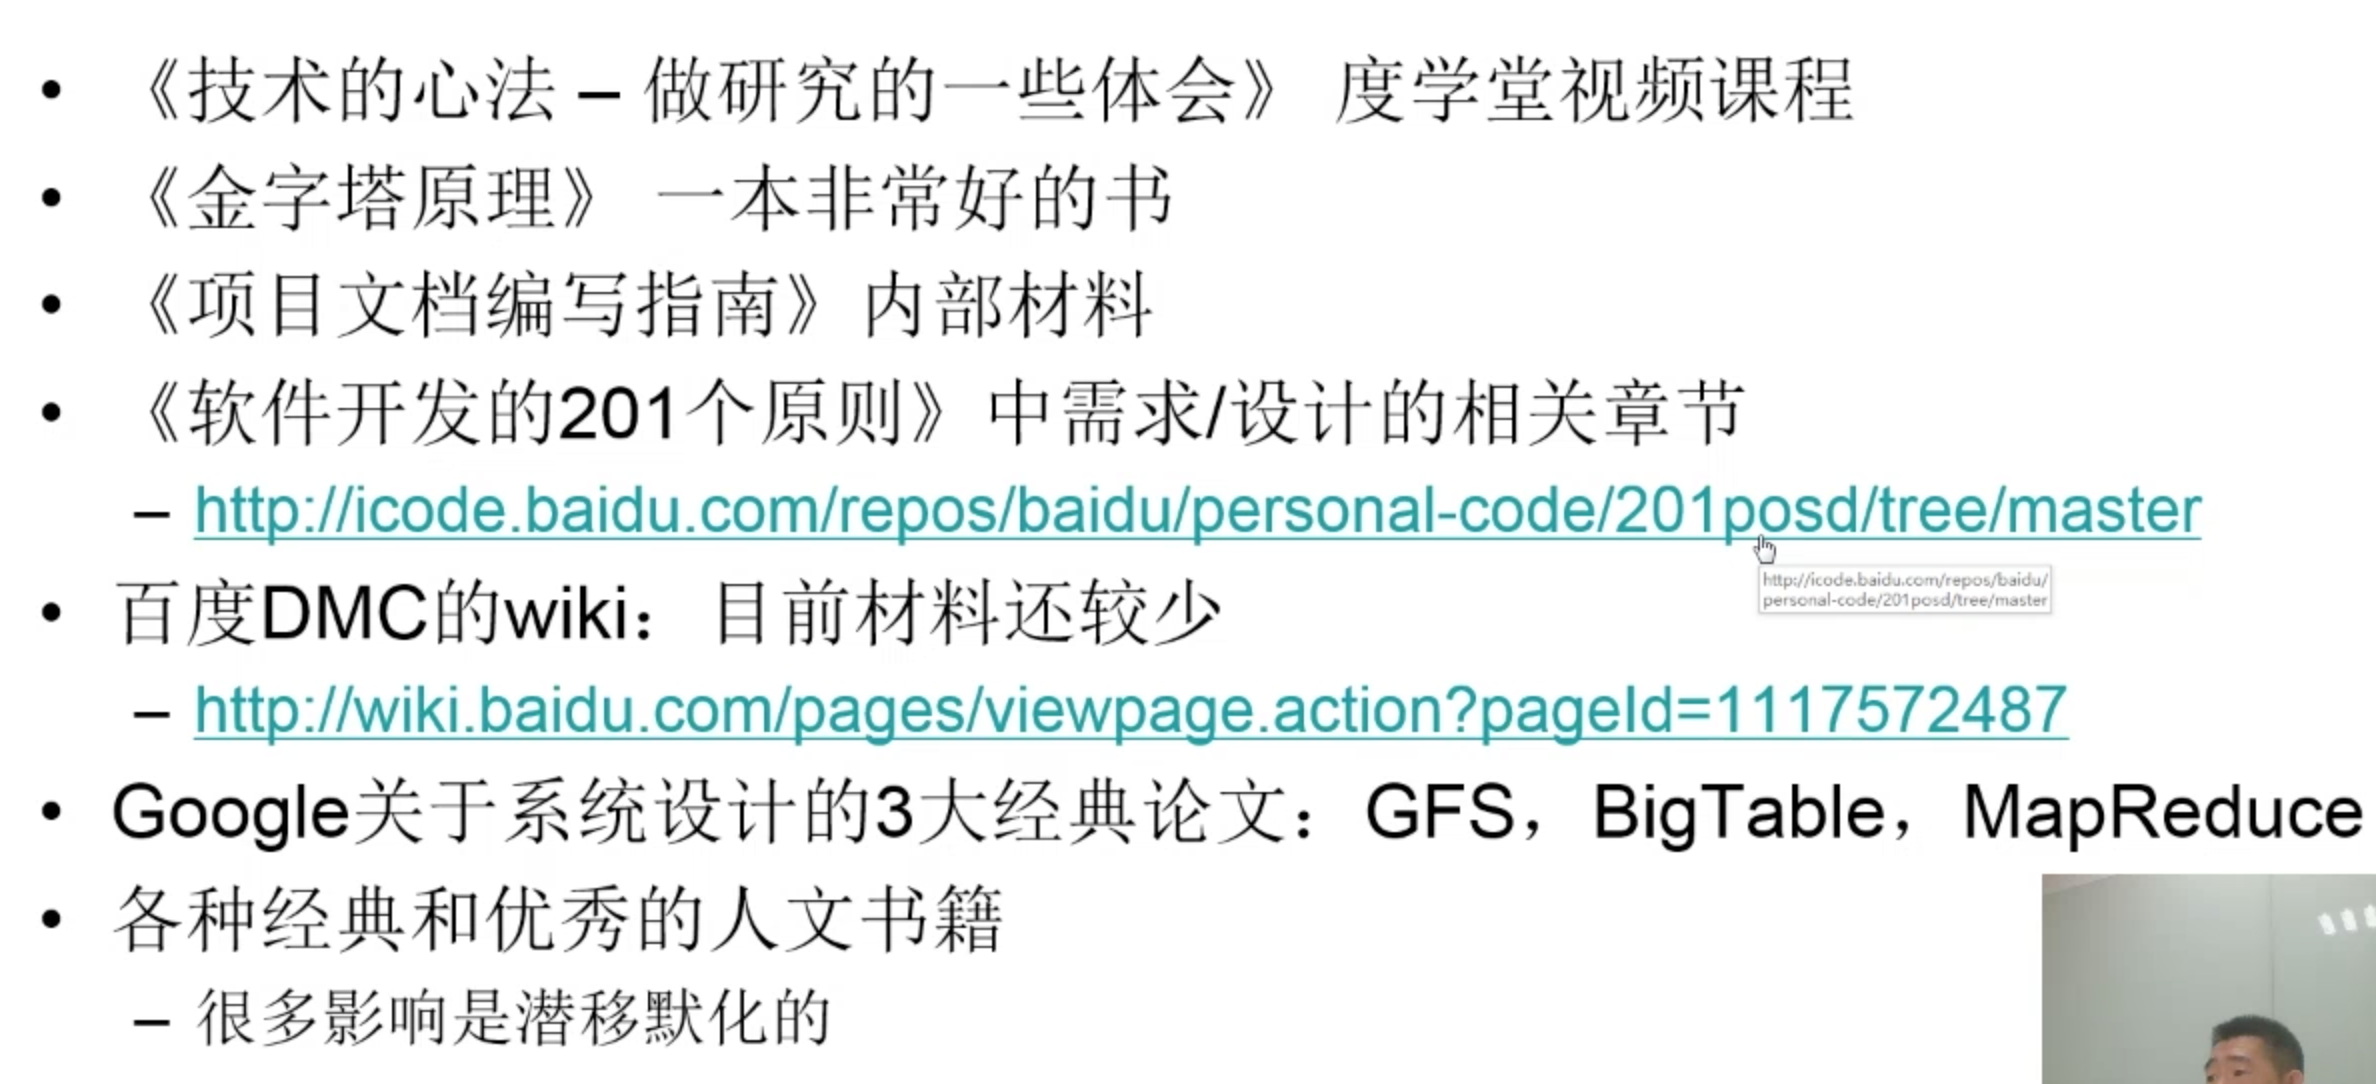 • 《技术的心法 – 做研究的一些体会》 度学堂视频课程
• 《金字塔原理》 一本非常好的书
• 《项目文档编写指南》内部材料
• 《软件开发的201个原则》中需求/设计的相关章节
– http://icode.baidu.com/repos/baidu/personal-code/201posd/tree/master
http://icode.baidu.com/repos/baidu/
personal-code/201posd/tree/master
• 百度DMC的wiki： 目前材料还较少
– http://wiki.baidu.com/pages/viewpage.action?pageId=1117572487
• Google关于系统设计的3大经典论文：GFS，BigTable，MapReduce
• 各种经典和优秀的人文书籍
– 很多影响是潜移默化的